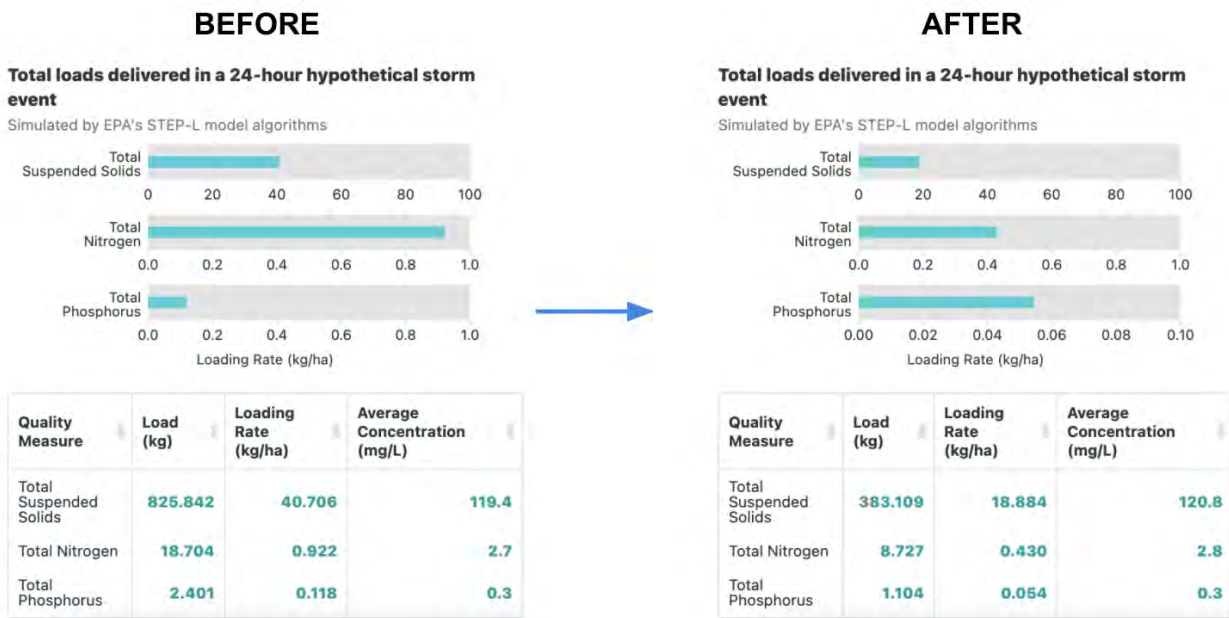 BEFORE
Total loads delivered in a 24-hour hypothetical storm
event
Simulated by EPA's STEP-L model algorithms
Total
Suspended Solids
0 20 40 60 80 100
Total
Nitrogen
0.0 0.2 0.4 0.6 0.8 1.0
Total
Phosphorus
0.0 0.2 0.4 0.6 0.8 1.0
Loading Rate (kg/ha)
Quality
Measure
Load
(kg)
Loading
Rate
(kg/ha)
Average
Concentration
(mg/L)
Total
Suspended
Solids
825.842 40.706 119.4
Total Nitrogen 18.704 0.922 2.7
Total
Phosphorus
2.401 0.118 0.3
AFTER
Total loads delivered in a 24-hour hypothetical storm
event
Simulated by EPA's STEP-L model algorithms
Total
Suspended Solids
0 20 40 60 80 100
Total
Nitrogen
0.0 0.2 0.4 0.6 0.8 1.0
Total
Phosphorus
0.00 0.02 0.04 0.06 0.08 0.10
Loading Rate (kg/ha)
Quality
Measure
Load
(kg)
Loading
Rate
(kg/ha)
Average
Concentration
(mg/L)
Total
Suspended
Solids
383.109 18.884 120.8
Total Nitrogen 8.727 0.430 2.8
Total
Phosphorus
1.104 0.054 0.3